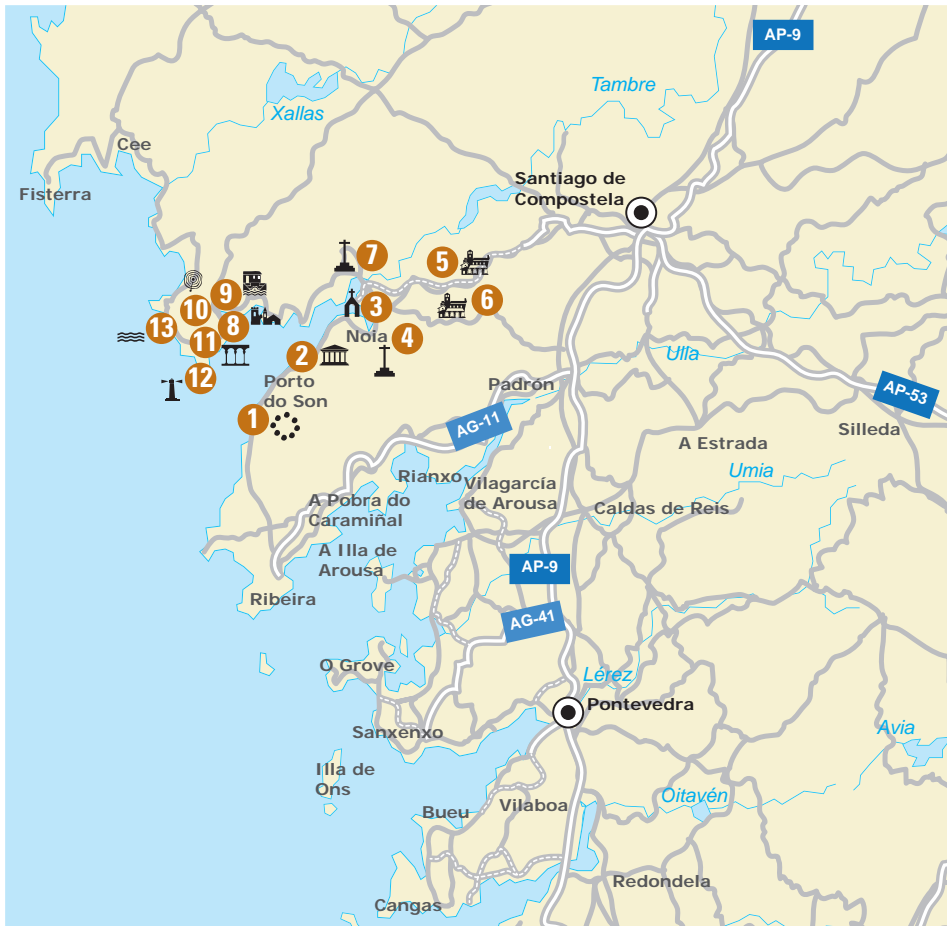 AP-9
Tambre
Xallas
Cee
Fisterra
Santiago de
Compostela
7
5
6
9
10
3
8
13
11
4
Noia
2
12
Porto
do Son
1
Padrón
Ulla
AP-53
AG-11
Silleda
A Estrada
Umia
Rianxo
Vilagarcía
de Arousa
A Pobra do
Caramiñal
Caldas de Reis
A Illa de
Arousa
AP-9
Ribeira
AG-41
O Grove
Lérez
Pontevedra
Sanxenxo
Avia
Illa de
Ons
Oitavén
Bueu
Vilaboa
Redondela
Cangas